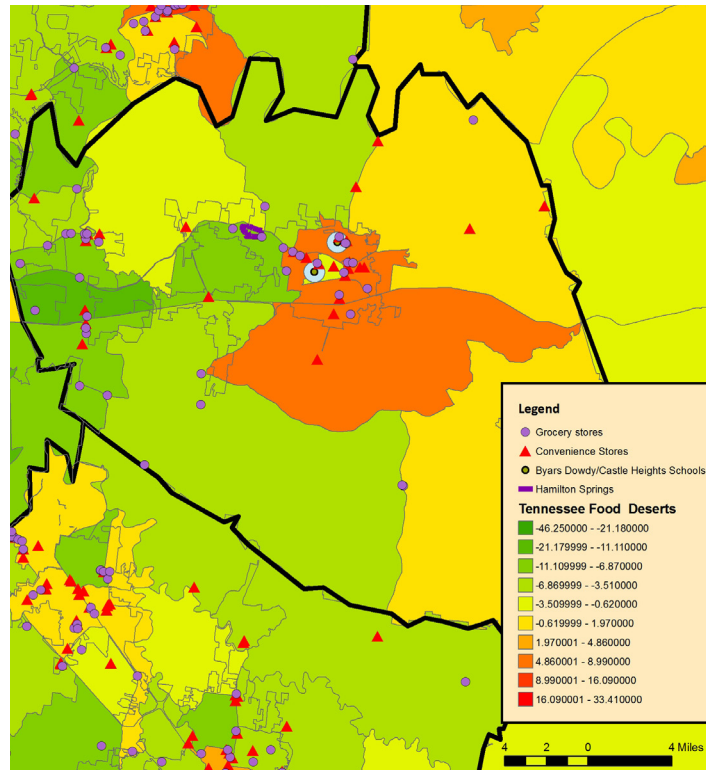 Legend
Grocery stores
Convenience Stores
Byars Dowdy/Castle Heights Schools
Hamilton Springs
Tennessee Food Deserts
-46.250000 - -21.180000
-21.179999 - -11.110000
-11.109999 - -6.870000
-6.869999 - -3.510000
-3.509999 - -0.620000
-0.619999 - 1.970000
1.970001 - 4.860000
4.860001 - 8.990000
8.990001 - 16.090000
16.090001 - 33.410000
4 2 0 4 Miles